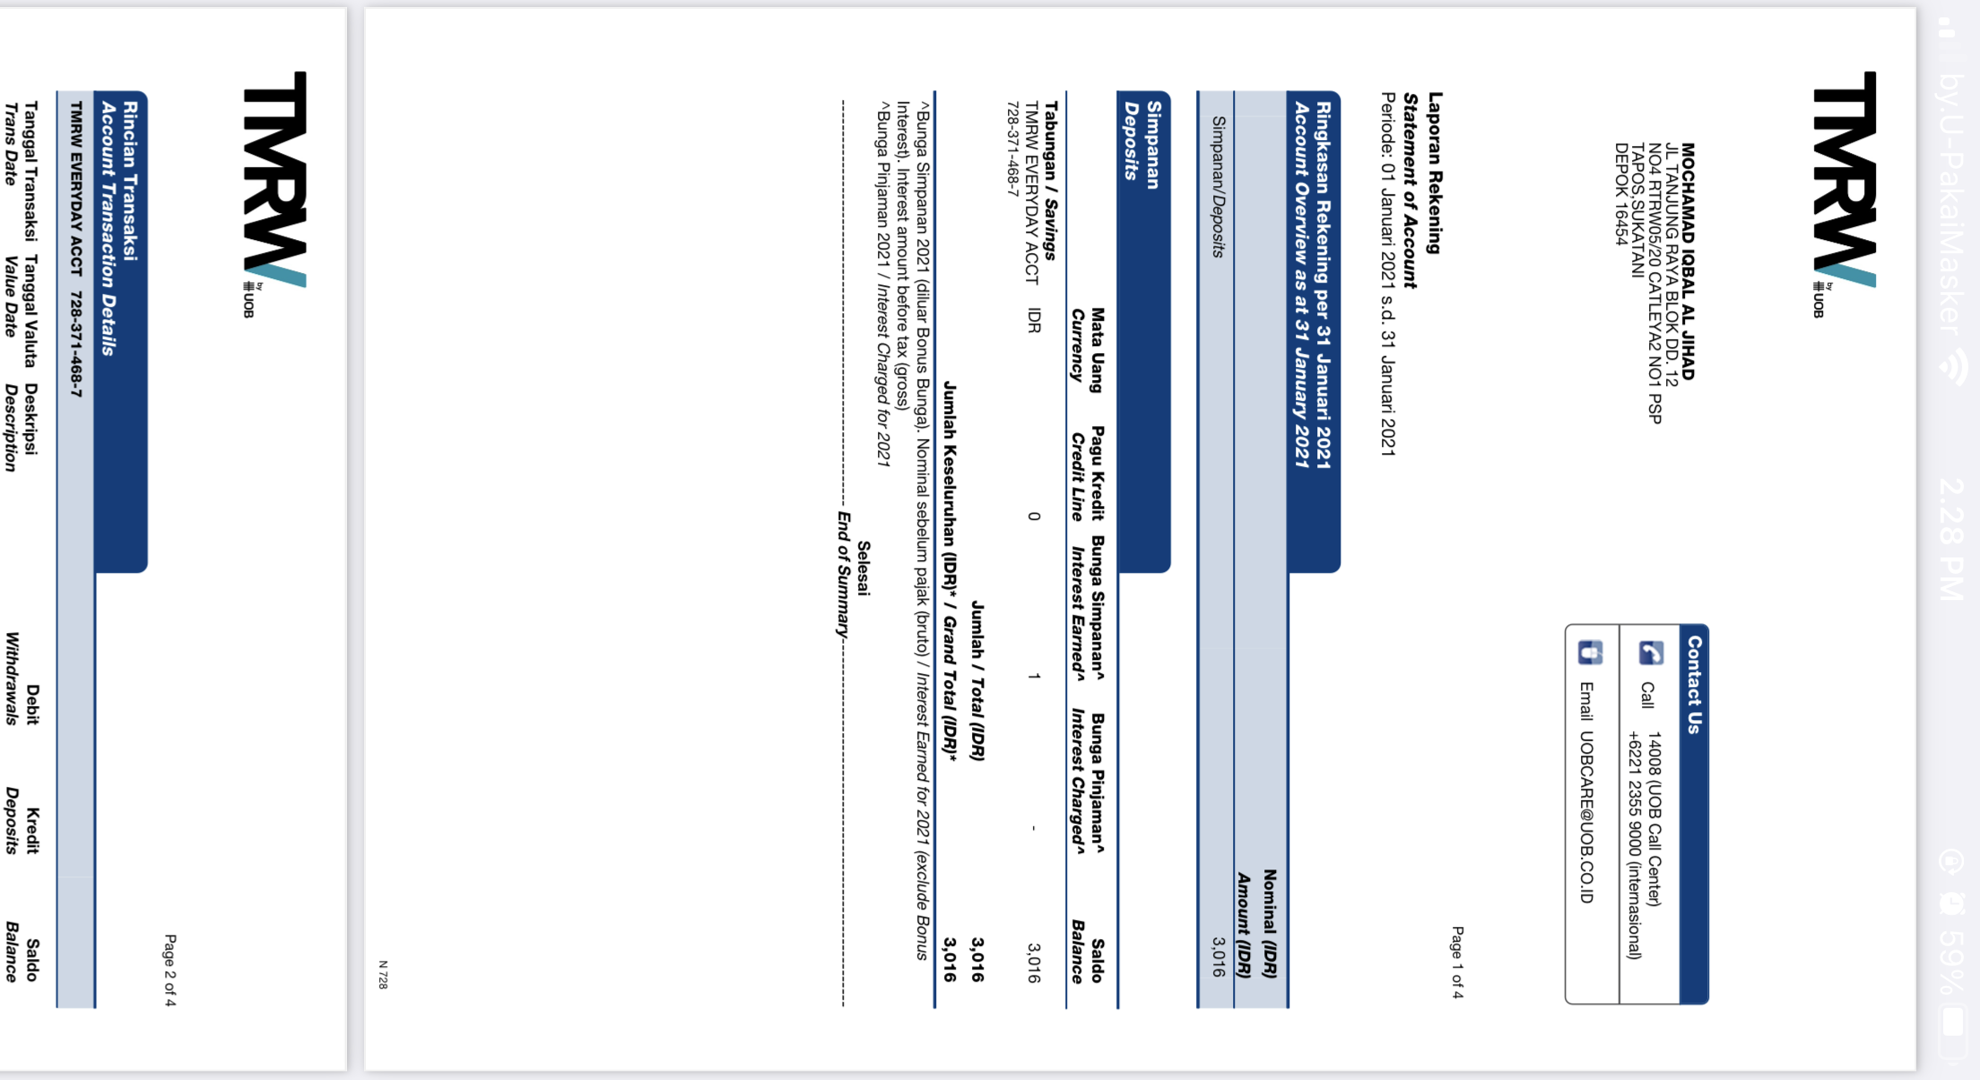 by.U-PakaiMasker 2.28 PM 59%
TMRW
by
UOB
MOCHAMAD IQBAL AL JIHAD
JL TANJUNG RAYA BLOK DD. 12
NO4 RTRW05/20 CATLEYA2 NO1 PSP
TAPOS,SUKATANI
DEPOK 16454
Contact Us
Call 14008 (UOB Call Center)
+6221 2355 9000 (internasional)
Email UOBCARE@UOB.CO.ID
Page 1 of 4
Laporan Rekening
Statement of Account
Periode: 01 Januari 2021 s.d. 31 Januari 2021
Ringkasan Rekening per 31 Januari 2021
Account Overview as at 31 January 2021
Nominal (IDR)
Amount (IDR)
Simpanan/Deposits 3,016
Simpanan
Deposits
Mata Uang Pagu Kredit Bunga Simpanan^ Bunga Pinjaman^ Saldo
Currency Credit Line Interest Earned^ Interest Charged^ Balance
Tabungan / Savings
TMRW EVERYDAY ACCT IDR 0 1 - 3,016
728-371-468-7
Jumlah / Total (IDR) 3,016
Jumlah Keseluruhan (IDR)* / Grand Total (IDR)* 3,016
^Bunga Simpanan 2021 (diluar Bonus Bunga). Nominal sebelum pajak (bruto) / Interest Earned for 2021 (exclude Bonus
Interest). Interest amount before tax (gross)
^Bunga Pinjaman 2021 / Interest Charged for 2021
Selesai
End of Summary
N 728
TMRW
by
UOB
Page 2 of 4
Rincian Transaksi
Account Transaction Details
TMRW EVERYDAY ACCT 728-371-468-7
Tanggal Transaksi Tanggal Valuta Deskripsi Debit Kredit Saldo
Trans Date Value Date Description Withdrawals Deposits Balance